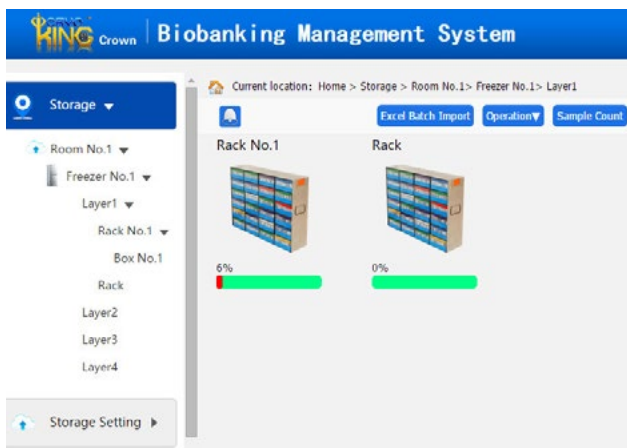 KING Crown
Biobanking Management System
Storage
Room No.1
Freezer No.1
Layer1
Rack No.1
Box No.1
Rack
Layer2
Layer3
Layer4
Storage Setting
Current location: Home > Storage > Room No.1> Freezer No.1> Layer1
Excel Batch Import Operation▼ Sample Count
Rack No.1 Rack
6% 0%